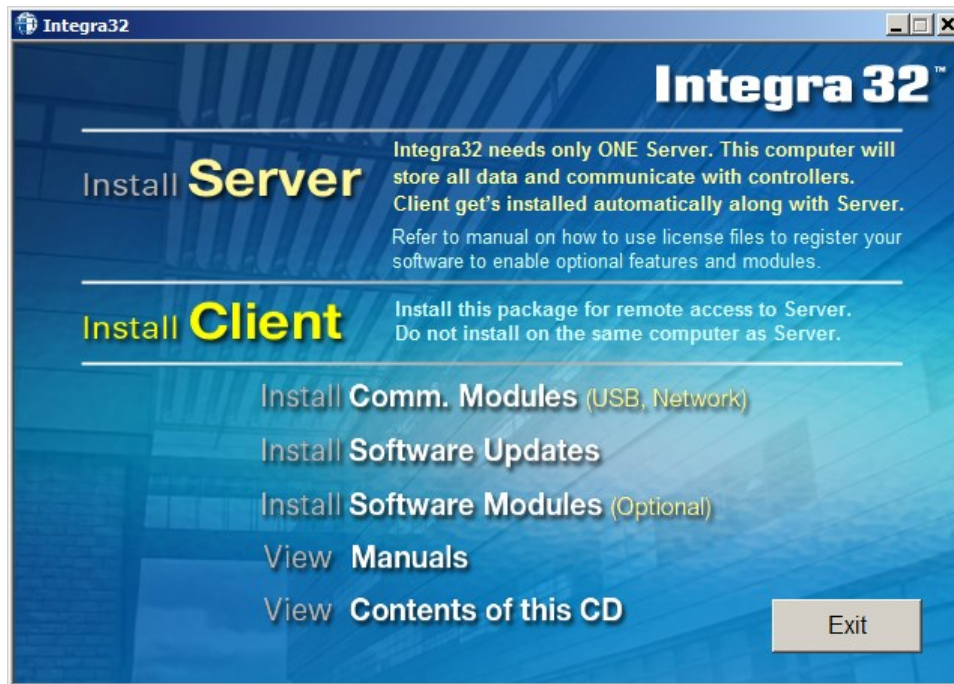 Integra32
Integra 32™
Install Server
Integra32 needs only ONE Server. This computer will
store all data and communicate with controllers.
Client get's installed automatically along with Server.
Refer to manual on how to use license files to register your
software to enable optional features and modules.
Install Client
Install this package for remote access to Server.
Do not install on the same computer as Server.
Install Comm. Modules (USB, Network)
Install Software Updates
Install Software Modules (Optional)
View Manuals
View Contents of this CD
Exit